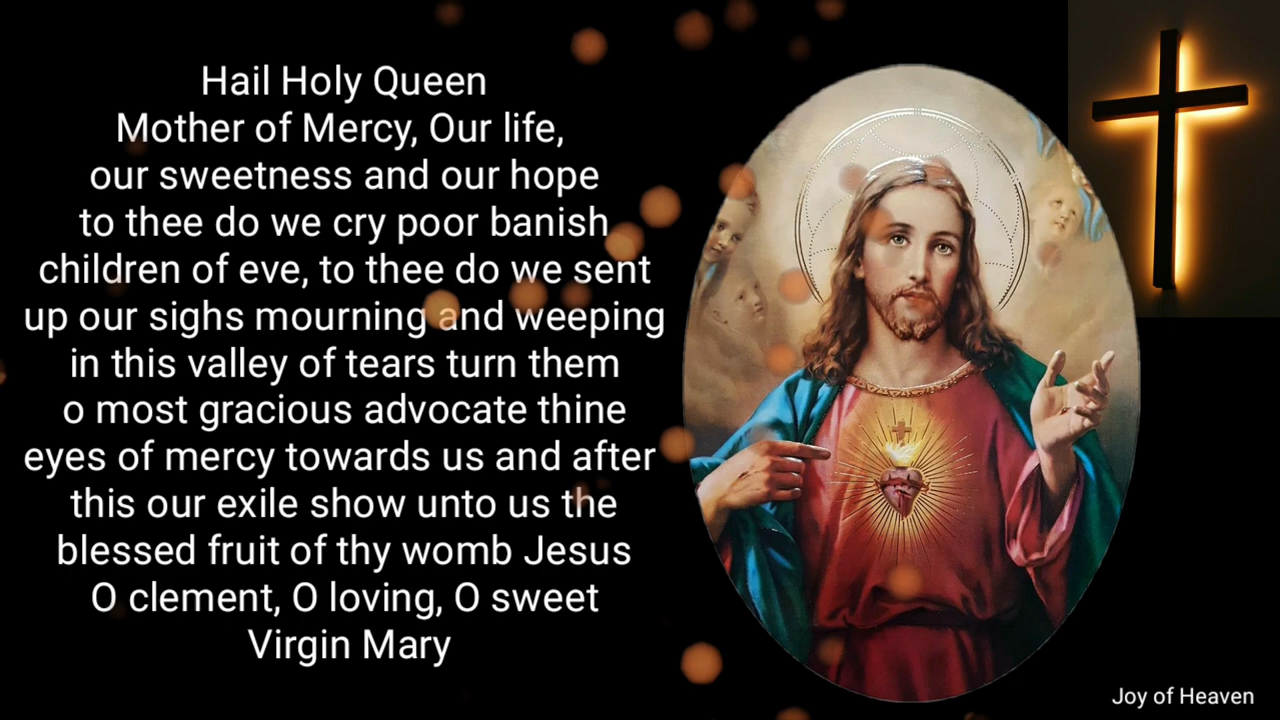 Hail Holy Queen
Mother of Mercy, Our life,
our sweetness and our hope
to thee do we cry poor banish
children of eve, to thee do we sent
up our sighs mourning and weeping
in this valley of tears turn them
o most gracious advocate thine
eyes of mercy towards us and after
this our exile show unto us the
blessed fruit of thy womb Jesus
O clement, O loving, O sweet
Virgin Mary
Joy of Heaven